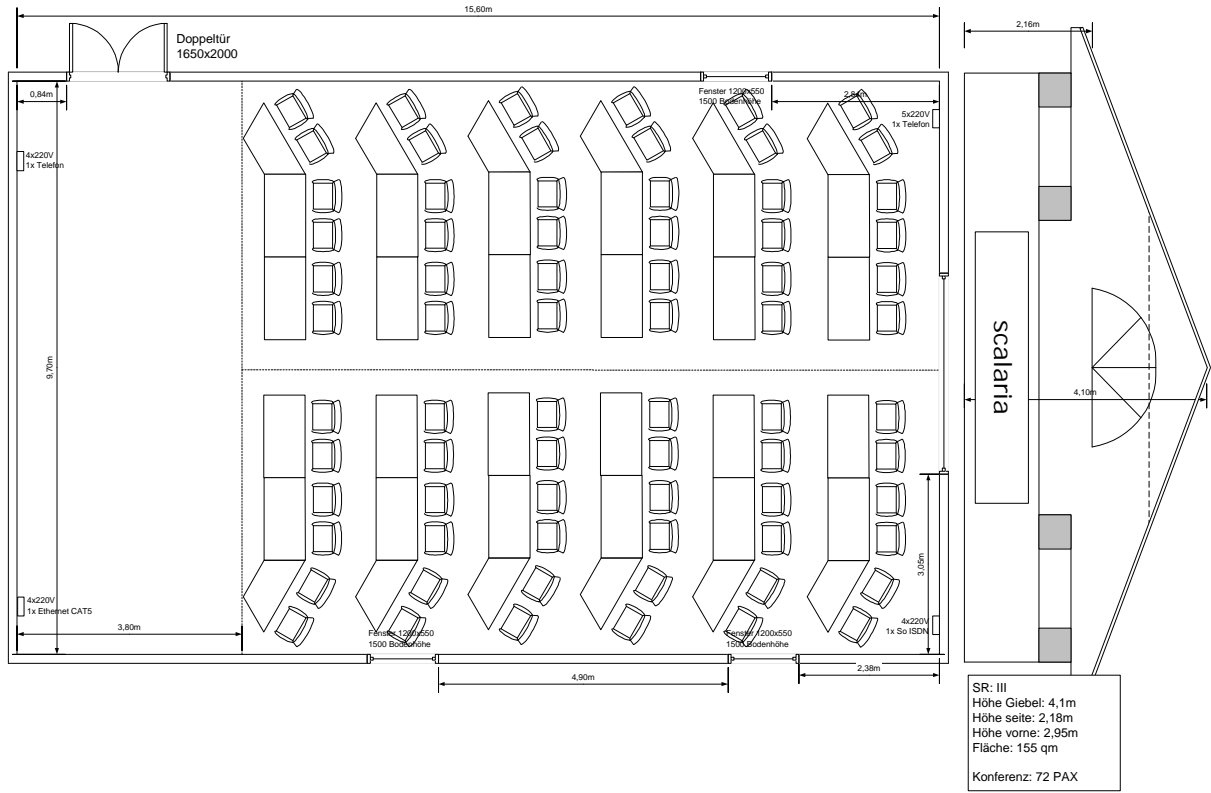 15,60m
2,16m
Doppeltür
1650x2000
0,84m
Fenster 1200x550
1500 Bodenhöhe
5x220V
1x Telefon
4x220V
1x Telefon
9,70m
scalaria
4,10m
3,05m
4x220V
1x Ethernet CAT5
3,80m
Fenster 1200x550
1500 Bodenhöhe
Fenster 1200x550
1500 Bodenhöhe
4x220V
1x So ISDN
4,90m
2,38m
SR: III
Höhe Giebel: 4,1m
Höhe seite: 2,18m
Höhe vorne: 2,95m
Fläche: 155 qm
Konferenz: 72 PAX